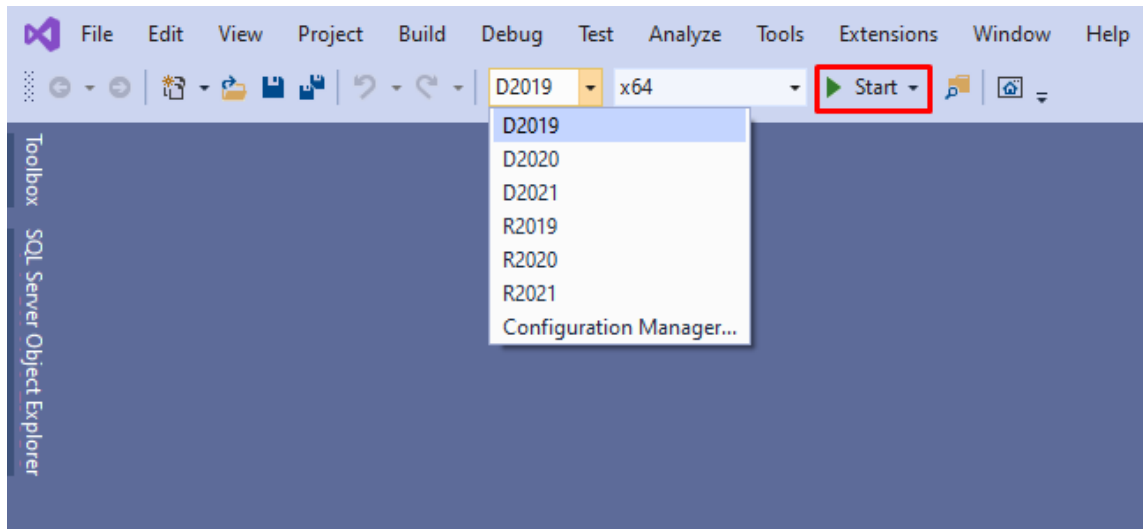 File Edit View Project Build Debug Test Analyze Tools Extensions Window Help
D2019 x64 Start
D2019
D2020
D2021
R2019
R2020
R2021
Configuration Manager...
Toolbox
SQL Server Object Explorer